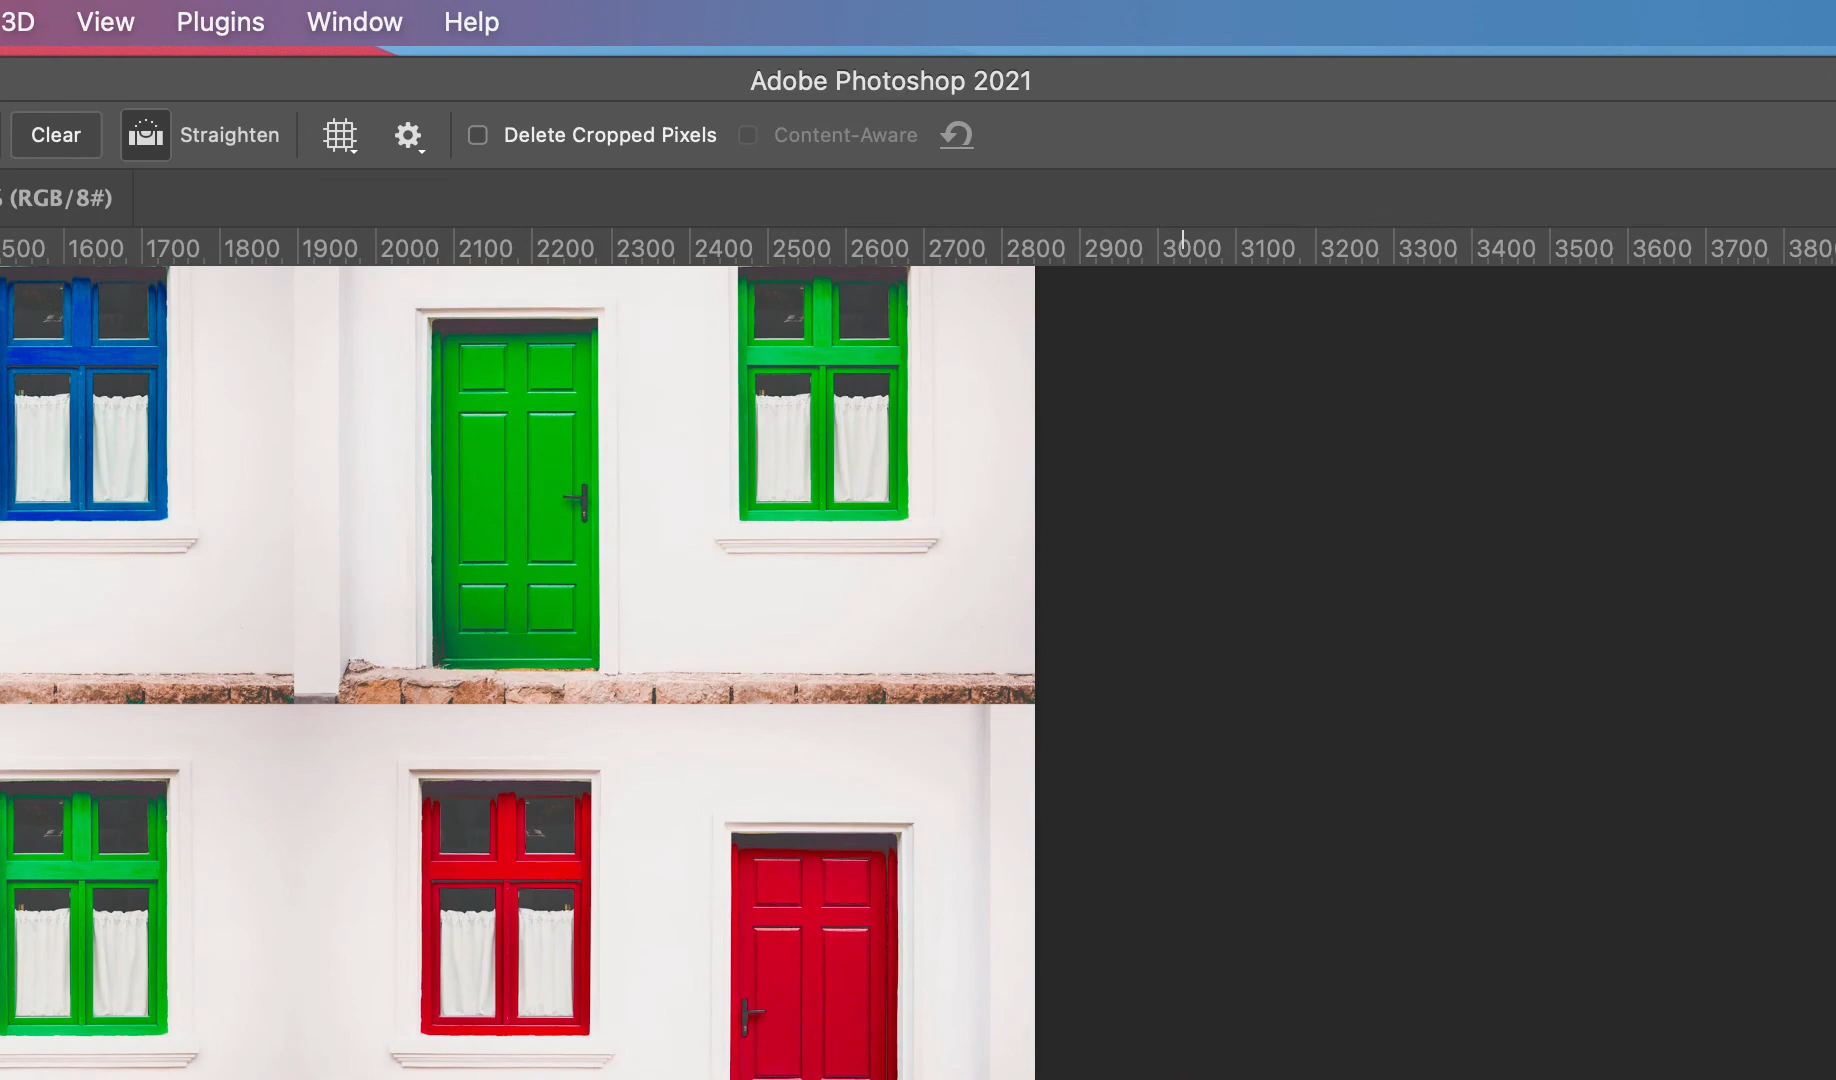 3D View Plugins Window Help
Adobe Photoshop 2021
Clear Straighten Delete Cropped Pixels Content-Aware
(RGB/8#)
500 1600 1700 1800 1900 2000 2100 2200 2300 2400 2500 2600 2700 2800 2900 3000 3100 3200 3300 3400 3500 3600 3700 380